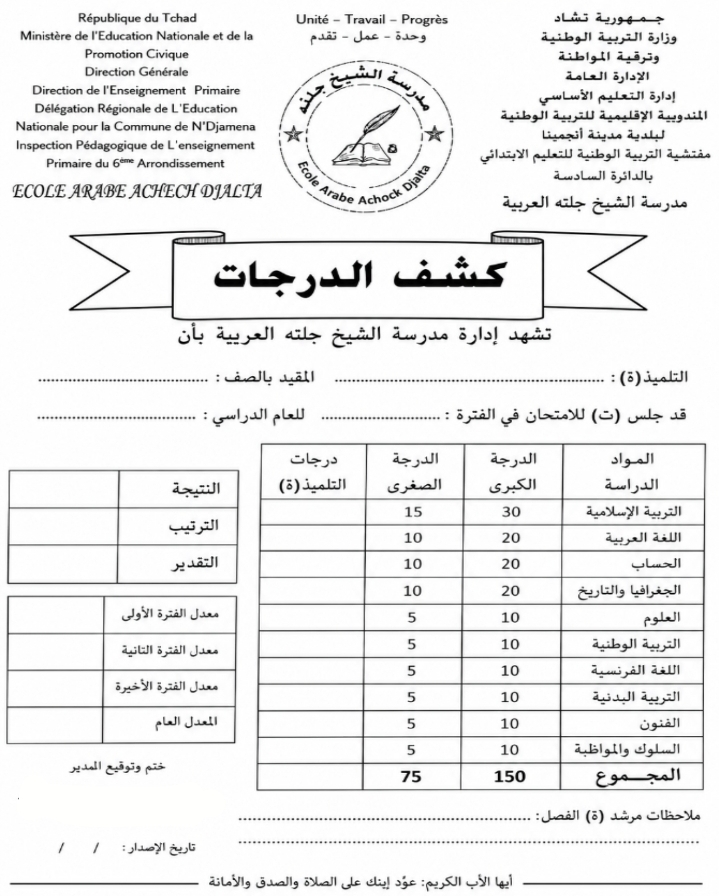 République du Tchad
Ministère de l'Education Nationale et de la
Promotion Civique
Direction Générale
Direction de l'Enseignement Primaire
Délégation Régionale de L'Education
Nationale pour la Commune de N'Djamena
Inspection Pédagogique de L'enseignement
Primaire du 6ème Arrondissement
ECOLE ARABE ACHECH DJALTA
Unité – Travail – Progrès
وحدة - عمل - تقدم
مدرسة الشيخ جلته
Ecole Arabe Achock Djalta
جـمـهورية تـشـاد
وزارة التربية الوطنية
وترقية المواطنة
الإدارة العـامـة
إدارة التعليم الأساسي
المندوبية الإقليمية للتربية الوطنية
لبلدية مدينة أنجمينا
مفتشية التربية الوطنية للتعليم الابتدائي
بالدائرة السادسة
مدرسة الشيخ جلته العربية
كشف الدرجات
تشهد إدارة مدرسة الشيخ جلته العربية بأن
التلميذ(ة) : ........ المقيد بالصف : ........
قد جلس (ت) للامتحان في الفترة : ........ للعام الدراسي : ........
المـواد الدراسة	الدرجة الكبرى	الدرجة الصغرى	درجات التلميذ(ة)
التربية الإسلامية	30	15
اللغة العربية	20	10
الحساب	20	10
الجغرافيا والتاريخ	20	10
العلوم	10	5
التربية الوطنية	10	5
اللغة الفرنسية	10	5
التربية البدنية	10	5
الفنون	10	5
السلوك والمواظبة	10	5
المجـــموع	150	75
النتيجة
الترتيب
التقدير
معدل الفترة الأولى
معدل الفترة الثانية
معدل الفترة الأخيرة
المعدل العام
ختم وتوقيع المدير
ملاحظات مرشد (ة) الفصل: ........
تاريخ الإصدار : / /
أيها الأب الكريم: عوّد إبنك على الصلاة والصدق والأمانة